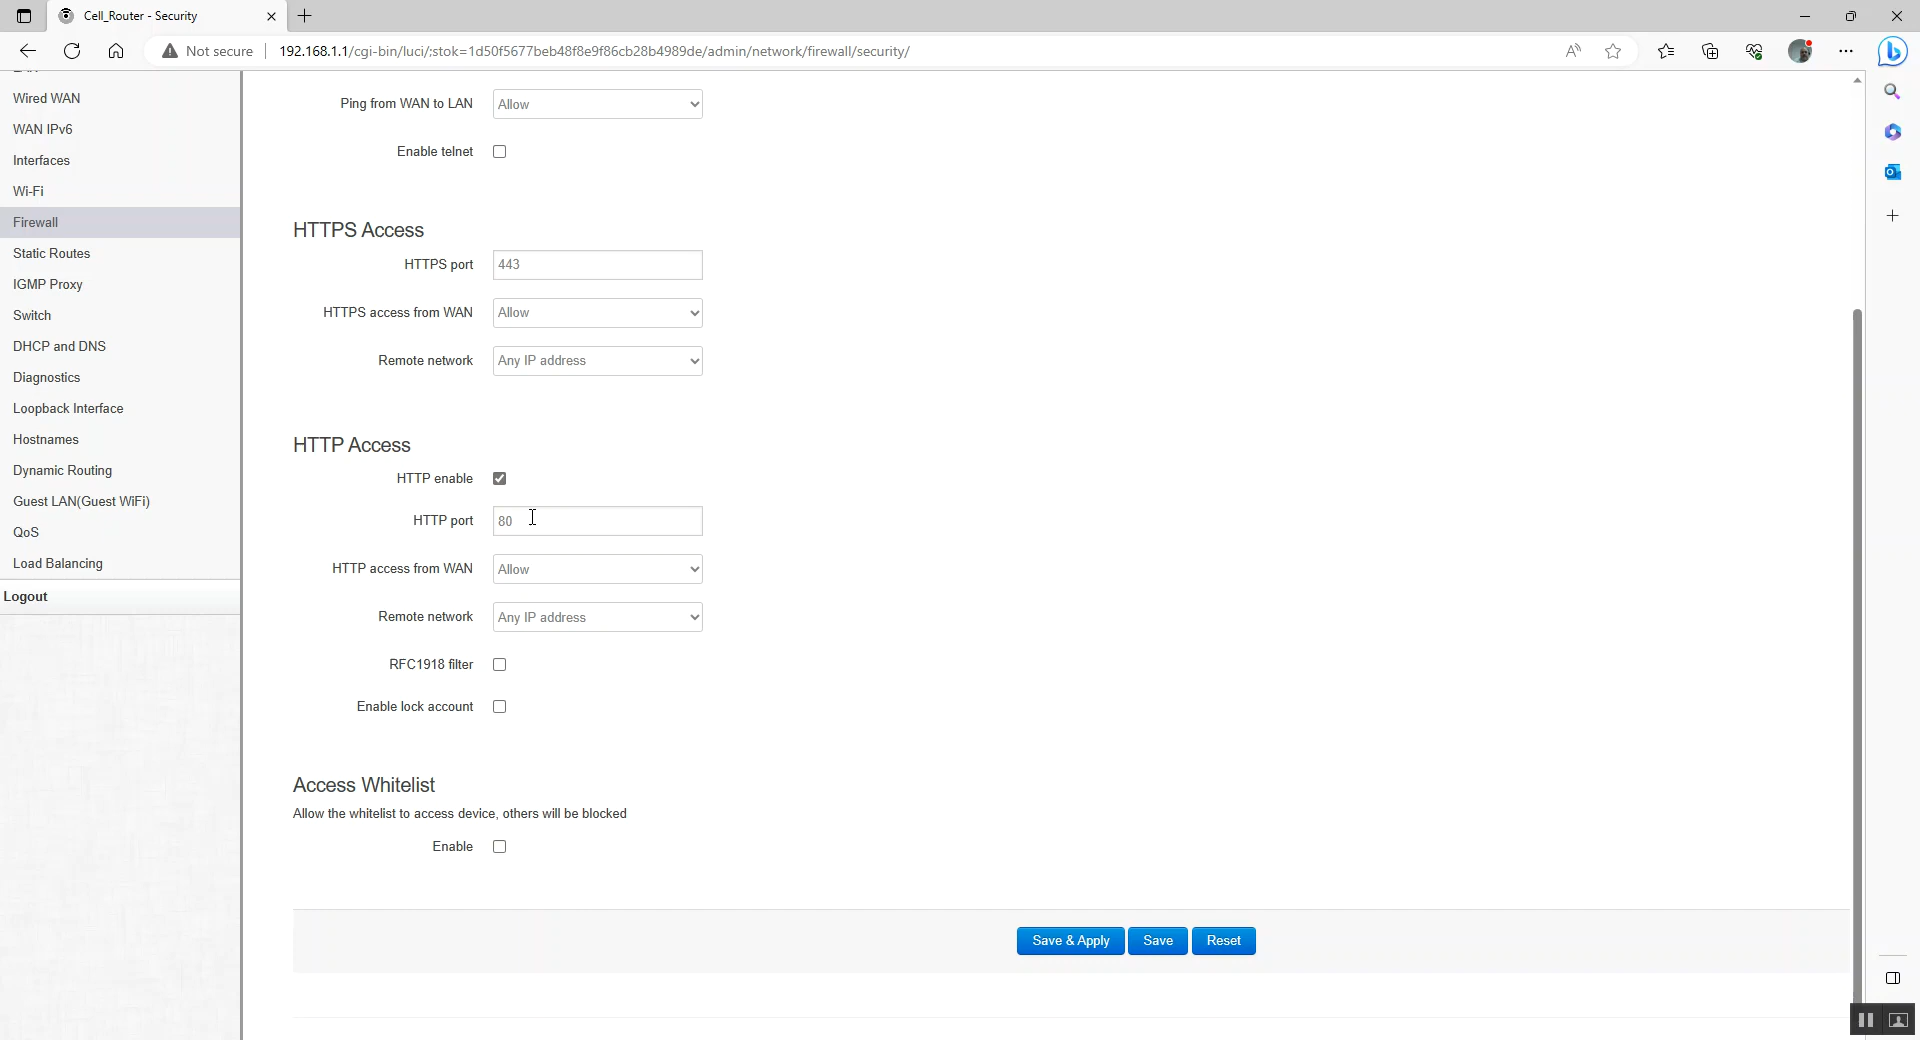 Cell_Router - Security
Not secure
192.168.1.1/cgi-bin/luci/;stok=1d50f5677beb48f8e9f86cb28b4989de/admin/network/firewall/security/
Wired WAN
WAN IPv6
Interfaces
Wi-Fi
Firewall
Static Routes
IGMP Proxy
Switch
DHCP and DNS
Diagnostics
Loopback Interface
Hostnames
Dynamic Routing
Guest LAN(Guest WiFi)
QoS
Load Balancing
Logout
Ping from WAN to LAN Allow
Enable telnet
HTTPS Access
HTTPS port 443
HTTPS access from WAN Allow
Remote network Any IP address
HTTP Access
HTTP enable
HTTP port 80
HTTP access from WAN Allow
Remote network Any IP address
RFC1918 filter
Enable lock account
Access Whitelist
Allow the whitelist to access device, others will be blocked
Enable
Save & Apply Save Reset